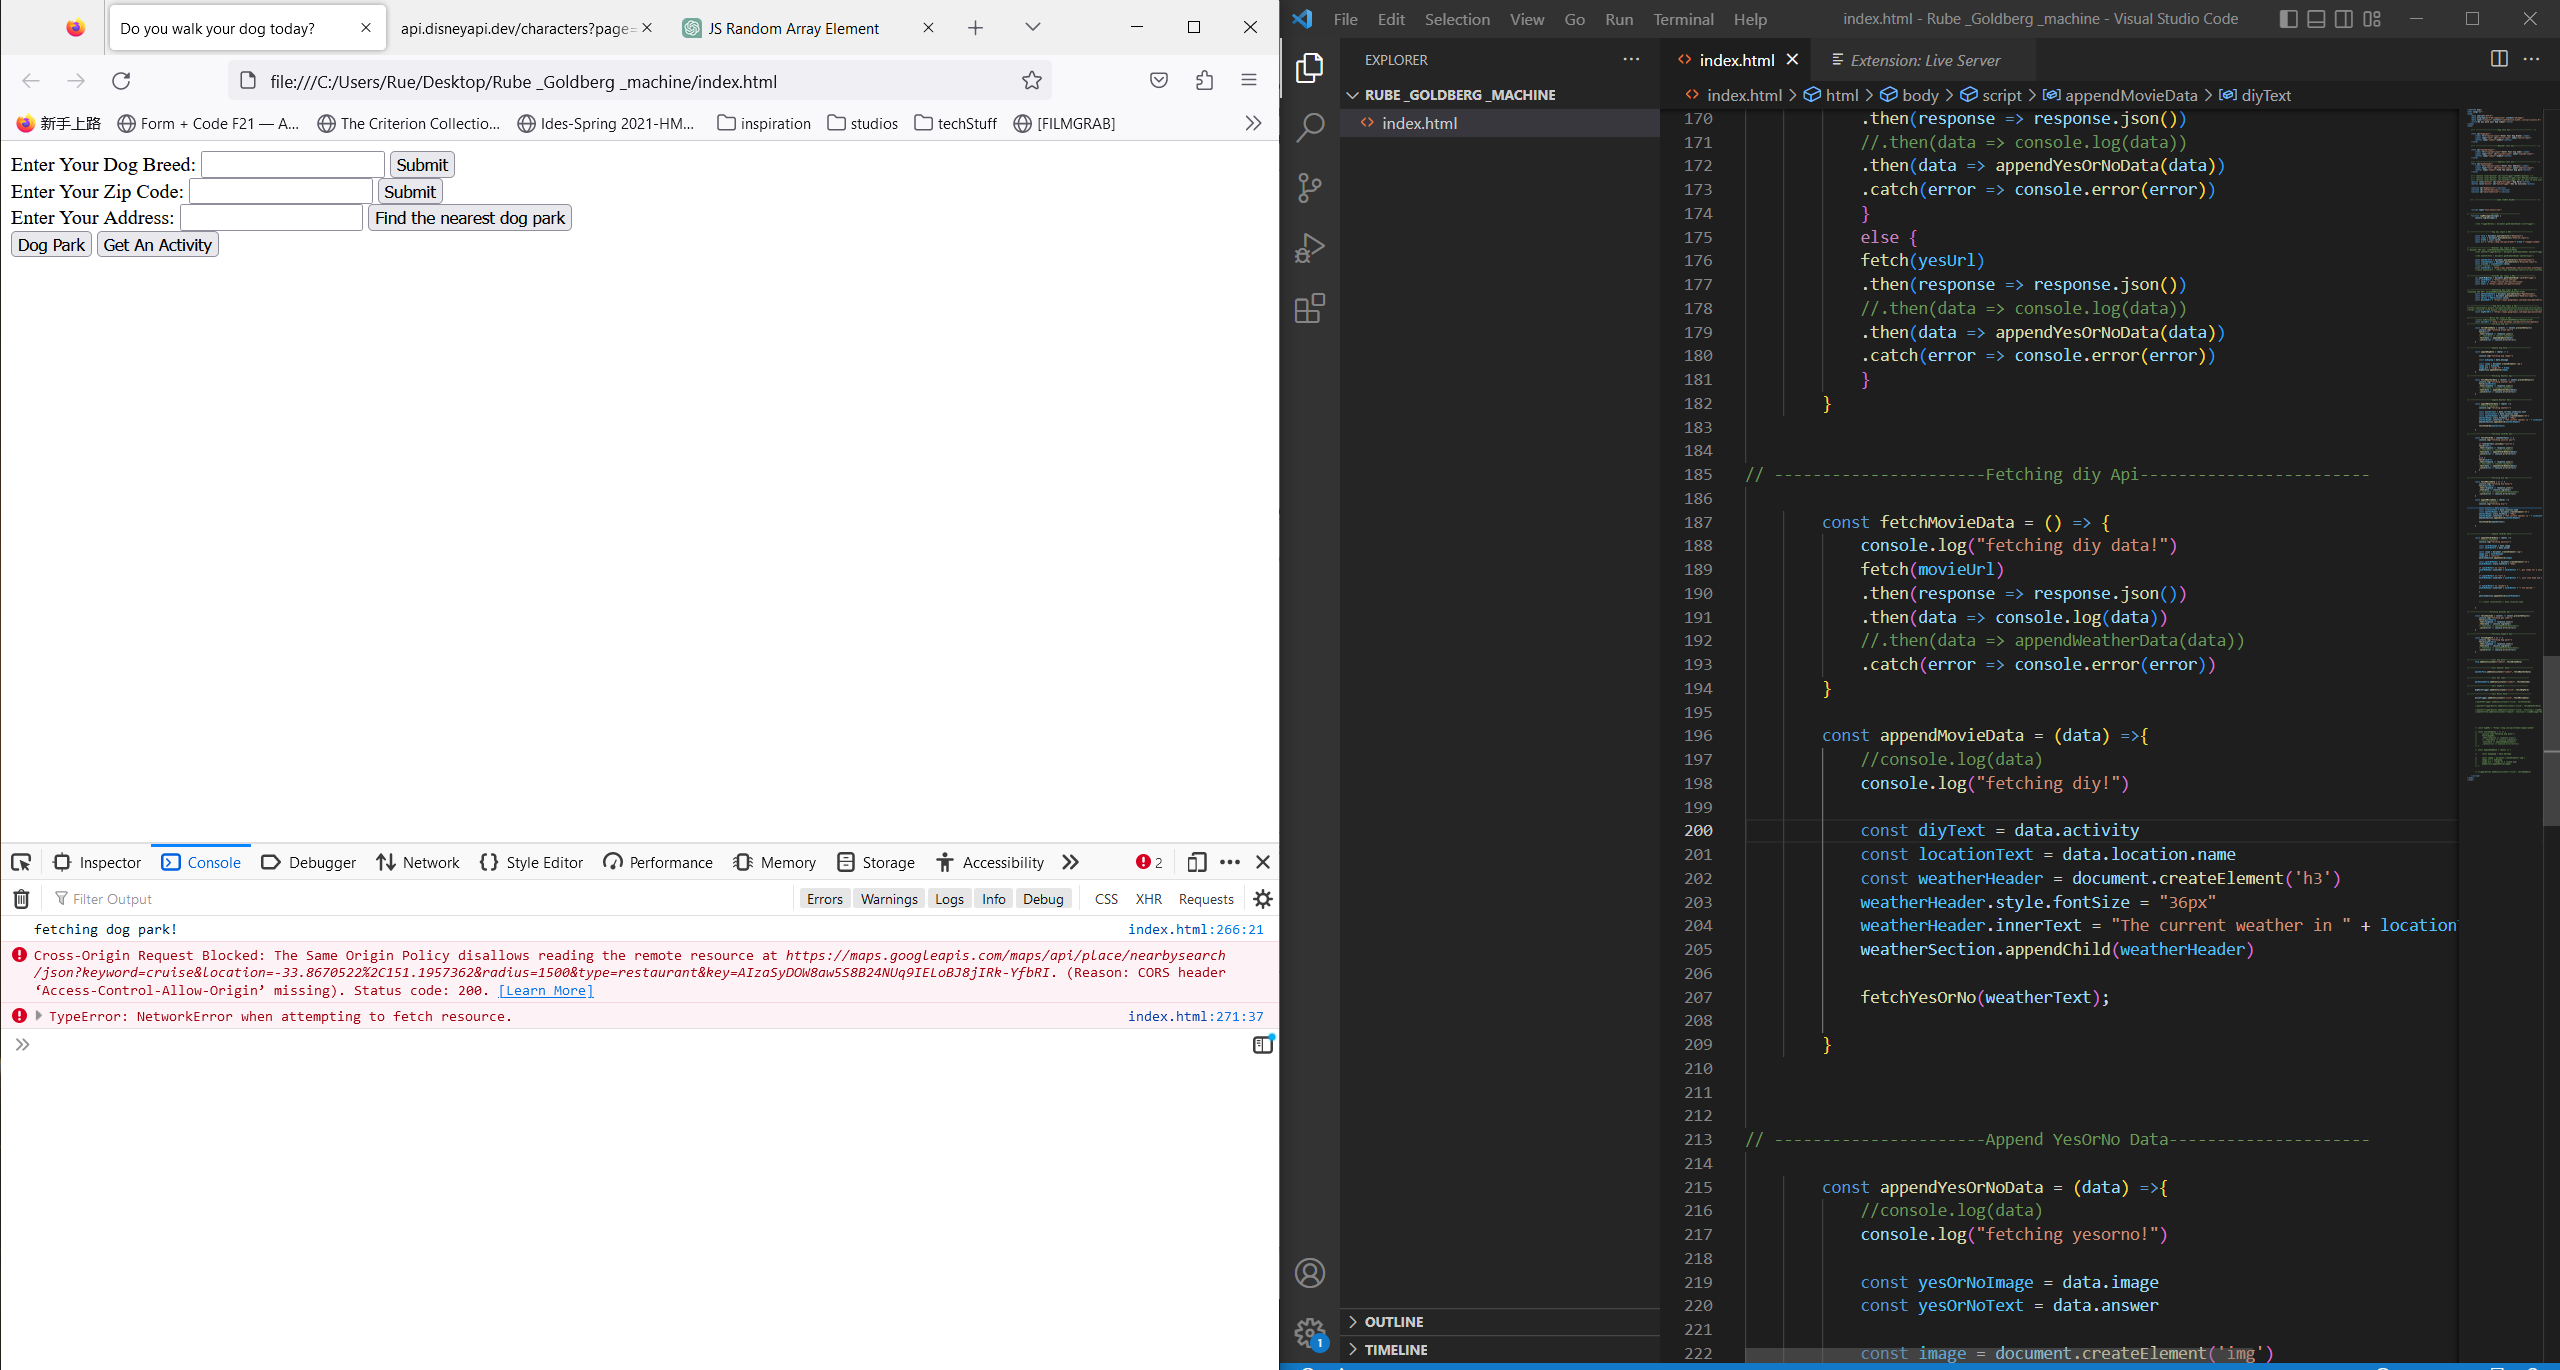 Do you walk your dog today?
api.disneyapi.dev/characters?page=
JS Random Array Element
file:///C:/Users/Rue/Desktop/Rube _Goldberg _machine/index.html
新手上路 Form + Code F21 — A... The Criterion Collectio... Ides-Spring 2021-HM... inspiration studios techStuff [FILMGRAB]
Enter Your Dog Breed: Submit
Enter Your Zip Code: Submit
Enter Your Address: Find the nearest dog park
Dog Park Get An Activity
Inspector Console Debugger Network Style Editor Performance Memory Storage Accessibility 2
Filter Output Errors Warnings Logs Info Debug CSS XHR Requests
fetching dog park! index.html:266:21
Cross-Origin Request Blocked: The Same Origin Policy disallows reading the remote resource at https://maps.googleapis.com/maps/api/place/nearbysearch
/json?keyword=cruise&location=-33.8670522%2C151.1957362&radius=1500&type=restaurant&key=AIzaSyDOW8aw5S8B24NUq9IELoBJ8jIRk-YfbRI. (Reason: CORS header
‘Access-Control-Allow-Origin’ missing). Status code: 200. [Learn More]
TypeError: NetworkError when attempting to fetch resource. index.html:271:37
File Edit Selection View Go Run Terminal Help
index.html - Rube _Goldberg _machine - Visual Studio Code
EXPLORER
RUBE _GOLDBERG _MACHINE
index.html
OUTLINE
TIMELINE
1
index.html
Extension: Live Server
index.html > html > body > script > appendMovieData > diyText
170 .then(response => response.json())
171 //.then(data => console.log(data))
172 .then(data => appendYesOrNoData(data))
173 .catch(error => console.error(error))
174 }
175 else {
176 fetch(yesUrl)
177 .then(response => response.json())
178 //.then(data => console.log(data))
179 .then(data => appendYesOrNoData(data))
180 .catch(error => console.error(error))
181 }
182 }
183
184
185 // ----------------------Fetching diy Api------------------------
186
187 const fetchMovieData = () => {
188 console.log("fetching diy data!")
189 fetch(movieUrl)
190 .then(response => response.json())
191 .then(data => console.log(data))
192 //.then(data => appendWeatherData(data))
193 .catch(error => console.error(error))
194 }
195
196 const appendMovieData = (data) =>{
197 //console.log(data)
198 console.log("fetching diy!")
199
200 const diyText = data.activity
201 const locationText = data.location.name
202 const weatherHeader = document.createElement('h3')
203 weatherHeader.style.fontSize = "36px"
204 weatherHeader.innerText = "The current weather in " + location
205 weatherSection.appendChild(weatherHeader)
206
207 fetchYesOrNo(weatherText);
208
209 }
210
211
212
213 // ----------------------Append YesOrNo Data---------------------
214
215 const appendYesOrNoData = (data) =>{
216 //console.log(data)
217 console.log("fetching yesorno!")
218
219 const yesOrNoImage = data.image
220 const yesOrNoText = data.answer
221
222 const image = document.createElement('img')